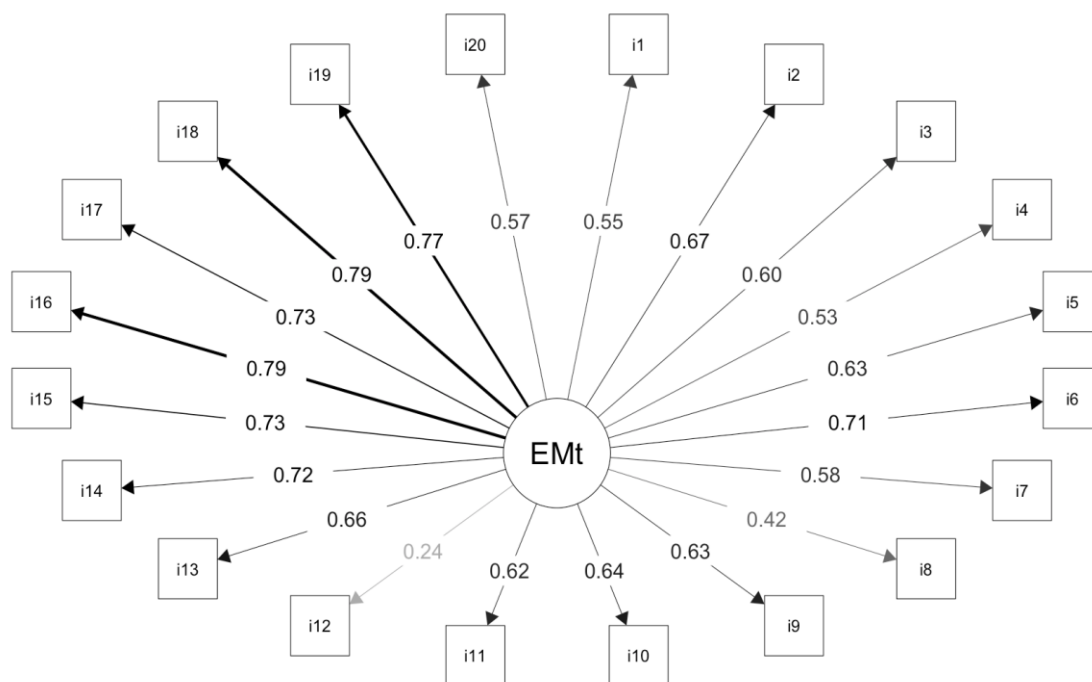 i20
i1
i19
i2
i18
i3
i17
i4
0.57
0.55
0.77
0.67
0.79
0.60
i16
i5
0.73
0.53
0.79
0.63
i15
i6
0.73
0.71
EMt
0.72
0.58
i14
i7
0.66
0.42
0.24
0.63
i13
i8
0.62
0.64
i12
i9
i11
i10